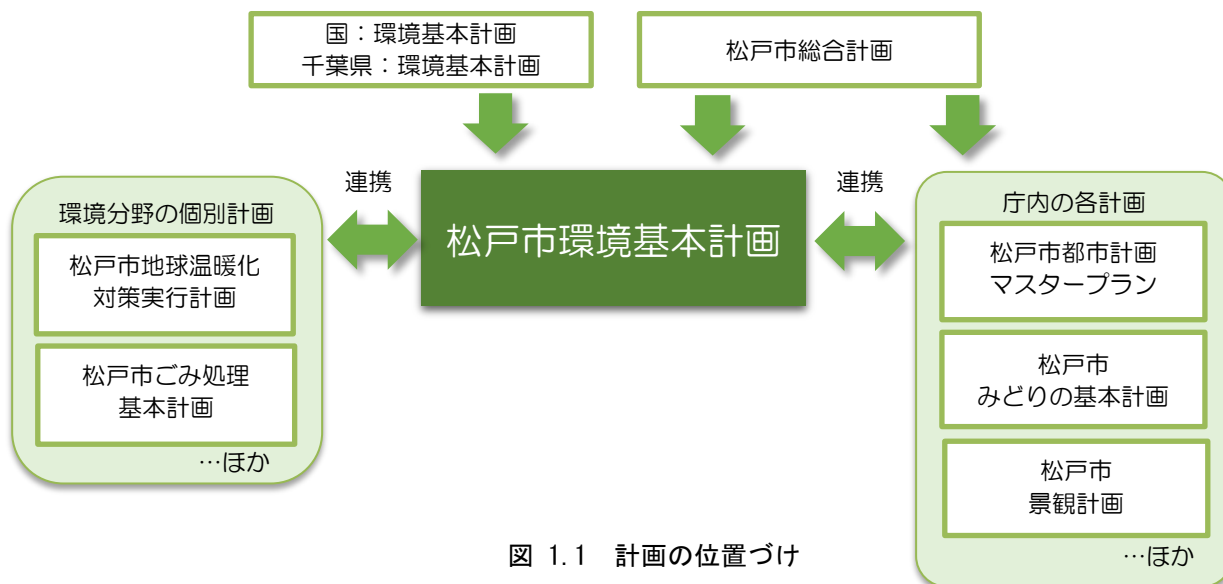 国：環境基本計画
千葉県：環境基本計画
松戸市総合計画
連携
連携
松戸市環境基本計画
環境分野の個別計画
松戸市地球温暖化
対策実行計画
松戸市ごみ処理
基本計画
…ほか
庁内の各計画
松戸市都市計画
マスタープラン
松戸市
みどりの基本計画
松戸市
景観計画
…ほか
図 1.1 計画の位置づけ